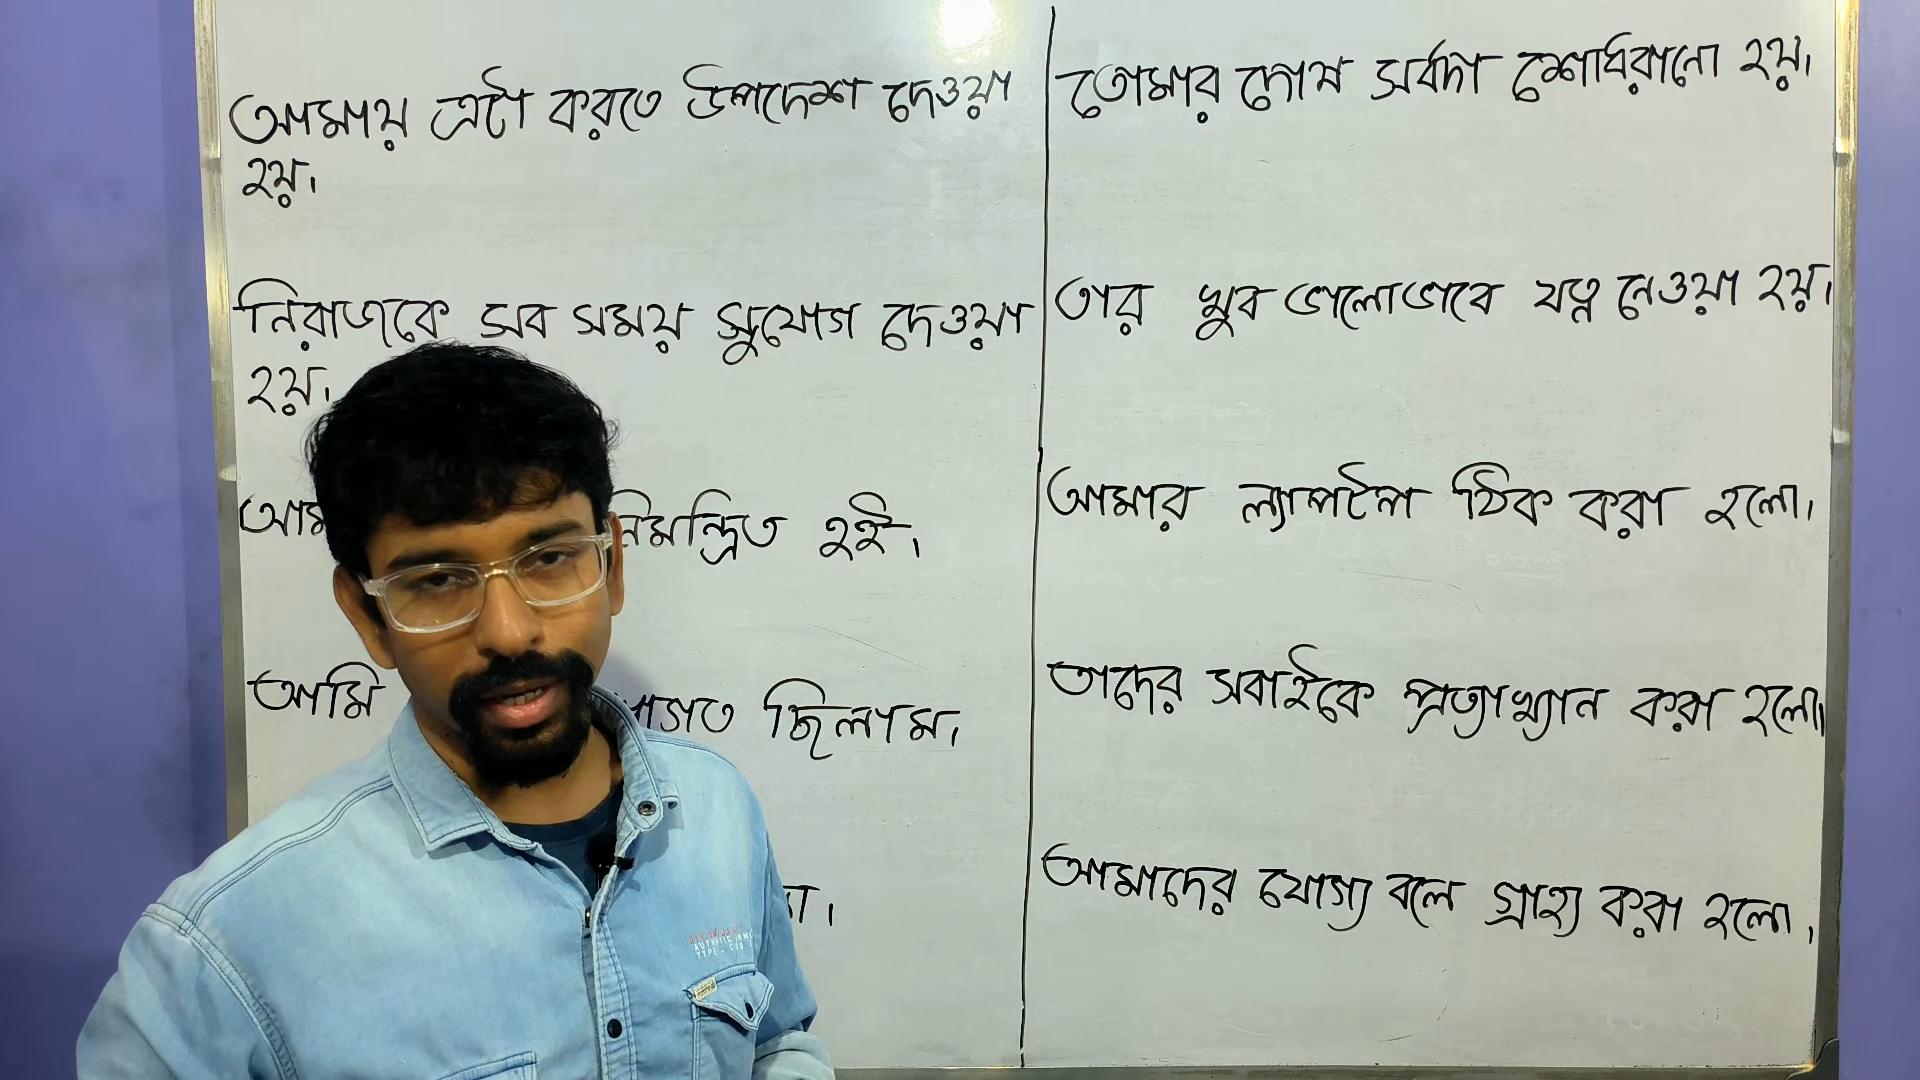 আমায় এটা করতে উপদেশ দেওয়া
হয়।
নিরাজকে সব সময় সুযোগ দেওয়া
হয়।
নিমন্ত্রিত হই।
আমি ছিলাম।
তোমার দোষ সর্বদা শোধরানো হয়।
তার খুব ভালোভাবে যত্ন নেওয়া হয়।
আমার ল্যাপটপ ঠিক করা হলো।
তাদের সবাইকে প্রত্যাখ্যান করা হলো।
আমাদের যোগ্য বলে গ্রাহ্য করা হলো।